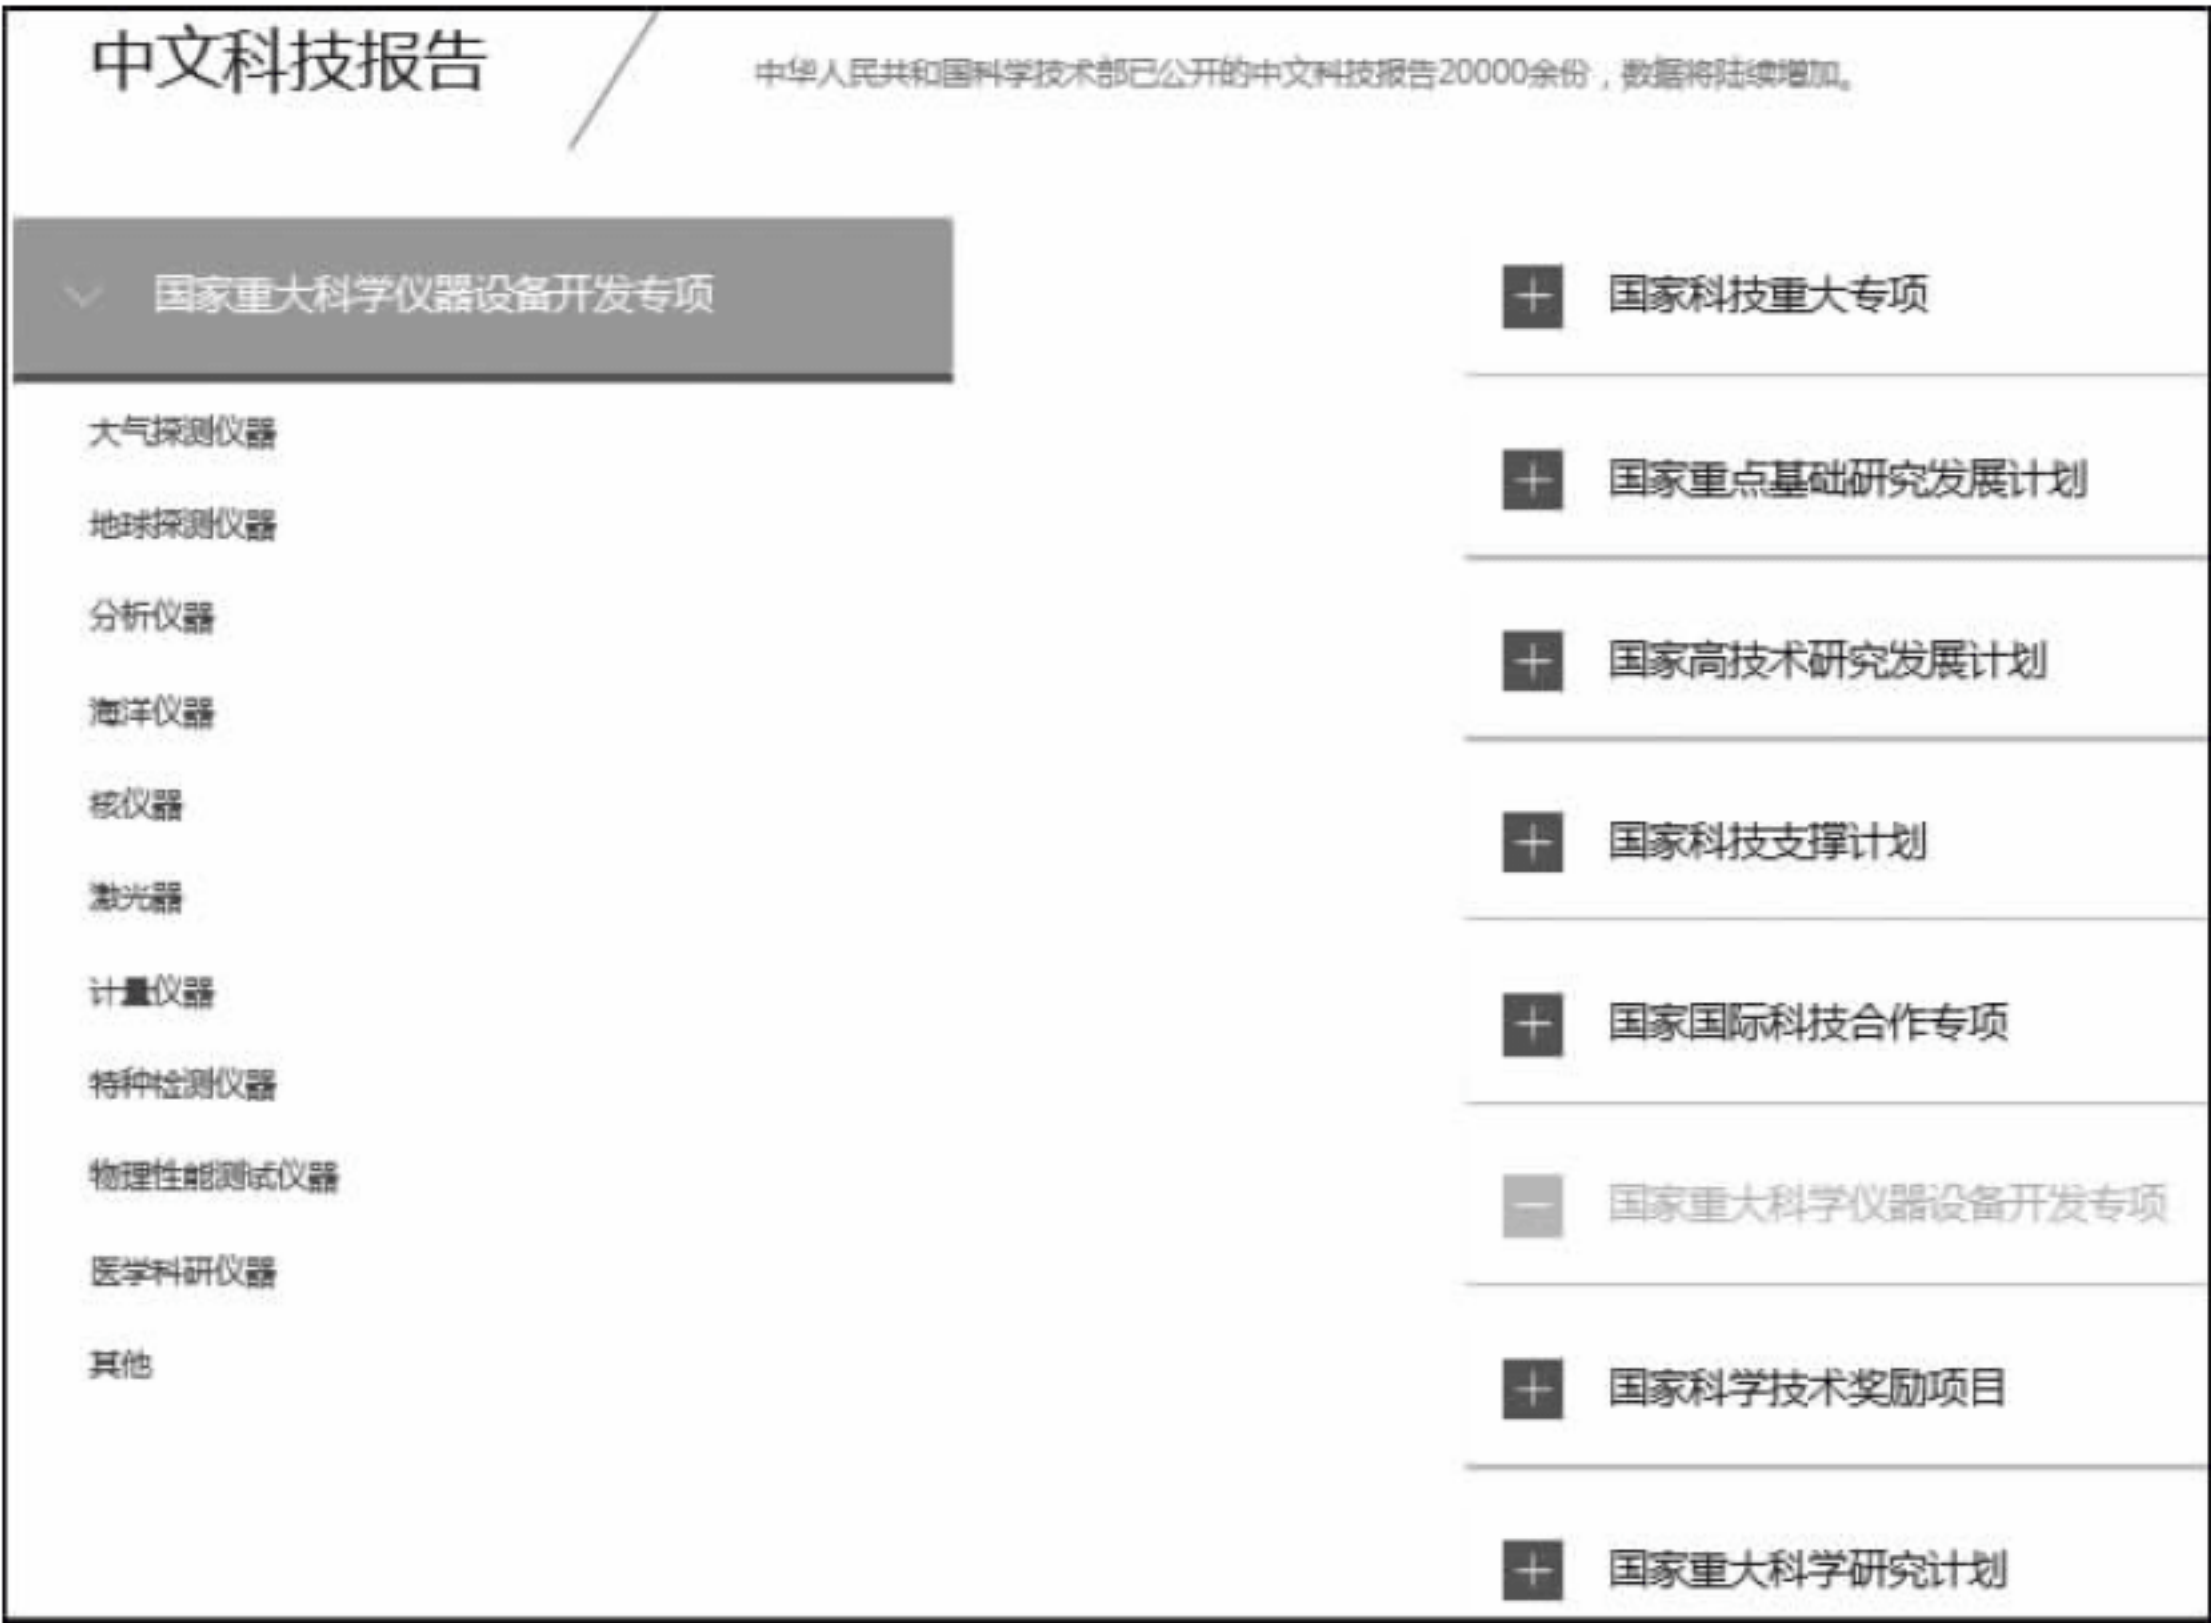 中文科技报告
中华人民共和国科学技术部已公开的中文科技报告20000余份，数据将陆续增加。
国家重大科学仪器设备开发专项
大气探测仪器
地球探测仪器
分析仪器
海洋仪器
核仪器
激光器
计量仪器
特种检测仪器
物理性能测试仪器
医学科研仪器
其他
国家科技重大专项
国家重点基础研究发展计划
国家高技术研究发展计划
国家科技支撑计划
国家国际科技合作专项
国家重大科学仪器设备开发专项
国家科学技术奖励项目
国家重大科学研究计划